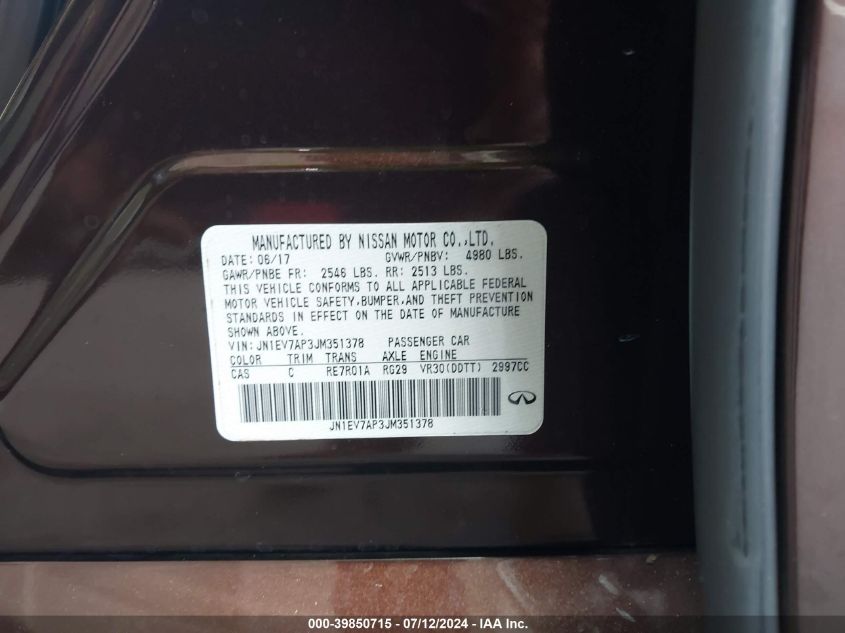 MANUFACTURED BY NISSAN MOTOR CO.,LTD.
DATE: 06/17 GVWR/PNBV: 4980 LBS.
GAWR/PNBE FR: 2546 LBS. RR: 2513 LBS.
THIS VEHICLE CONFORMS TO ALL APPLICABLE FEDERAL
MOTOR VEHICLE SAFETY,BUMPER,AND THEFT PREVENTION
STANDARDS IN EFFECT ON THE DATE OF MANUFACTURE
SHOWN ABOVE.
VIN: JN1EV7AP3JM351378 PASSENGER CAR
COLOR TRIM TRANS AXLE ENGINE
CAS C RE7R01A RG29 VR30(DDTT) 2997CC
JN1EV7AP3JM351378
000-39850715 - 07/12/2024 - IAA Inc.